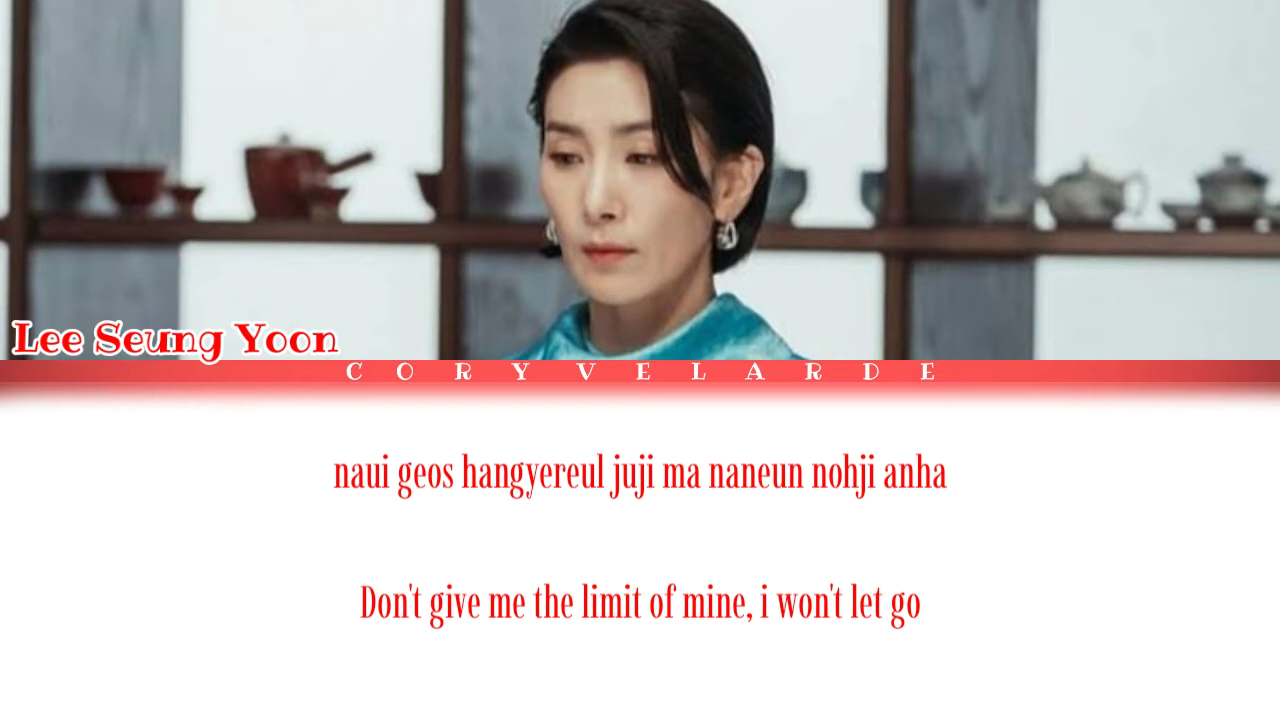 Lee Seung Yoon
CORYVELARDE
naui geos hangyereul juji ma naneun nohji anha
Don't give me the limit of mine, i won't let go